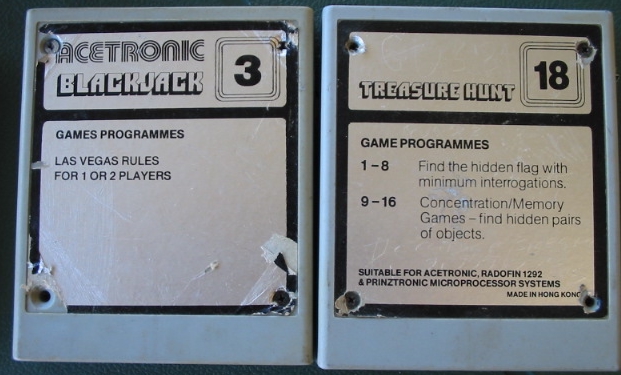 ACETRONIC
BLACKJACK
3
GAMES PROGRAMMES
LAS VEGAS RULES
FOR 1 OR 2 PLAYERS
TREASURE HUNT
18
GAME PROGRAMMES
1-8 Find the hidden flag with
minimum interrogations.
9-16 Concentration/Memory
Games - find hidden pairs
of objects.
SUITABLE FOR ACETRONIC, RADOFIN 1292
& PRINZTRONIC MICROPROCESSOR SYSTEMS
MADE IN HONG KONG